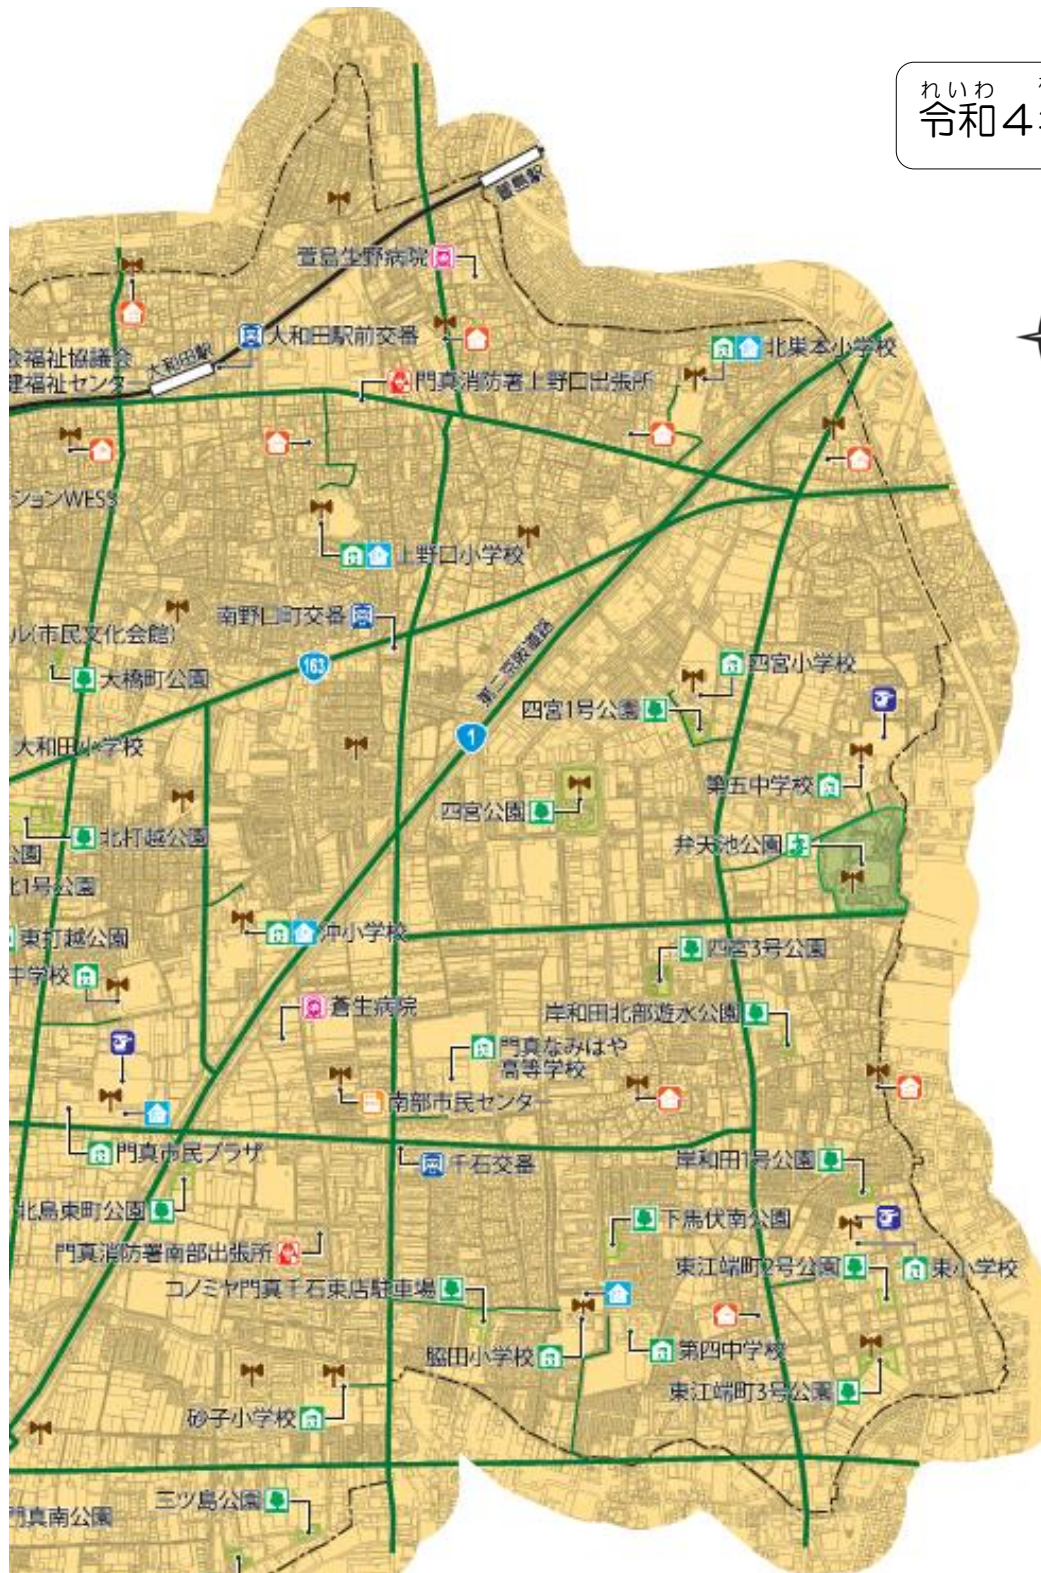 れいわ
令和4
萱島駅
萱島生野病院
大和田駅前交番
大和田駅
会福祉協議会
健福祉センター
北巣本小学校
門真消防署上野口出張所
ションWESS
上野口小学校
南野口町交番
ル(市民文化会館)
163
第二京阪道路
四宮小学校
大橋町公園
四宮1号公園
1
大和田小学校
第五中学校
四宮公園
北打越公園
弁天池公園
公園
北1号公園
沖小学校
東打越公園
四宮3号公園
中学校
蒼生病院
岸和田北部遊水公園
門真なみはや
高等学校
南部市民センター
門真市民プラザ
千石交番
岸和田1号公園
北島東町公園
下馬伏南公園
門真消防署南部出張所
東江端町2号公園
東小学校
コノミヤ門真千石東店駐車場
脇田小学校
第四中学校
東江端町3号公園
砂子小学校
三ツ島公園
門真南公園